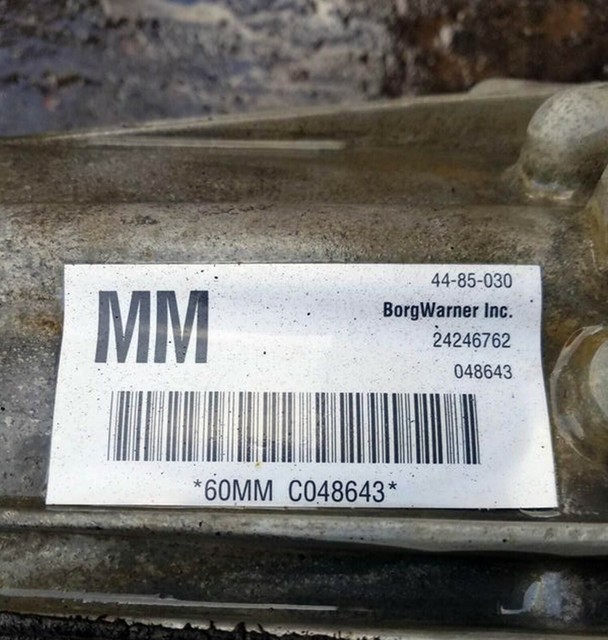 44-85-030
MM
BorgWarner Inc.
24246762
048643
*60MM C048643*